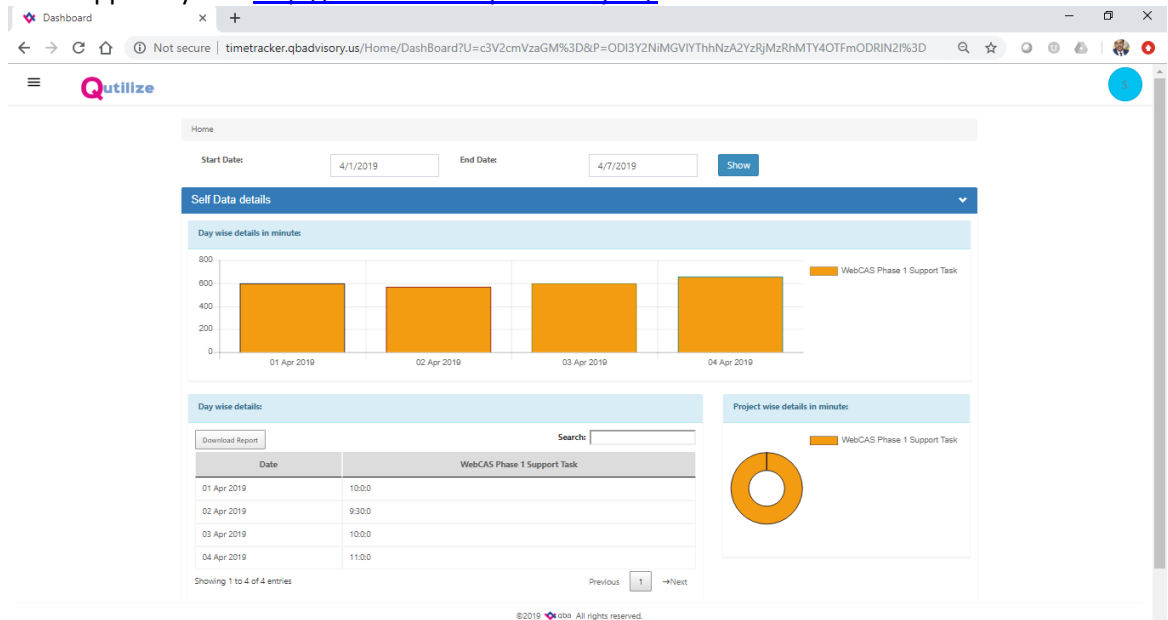 Dashboard
Not secure | timetracker.qbadvisory.us/Home/DashBoard?U=c3V2cmVzaGM%3D&P=ODI3Y2NiMGVlYThhNzA2YzRjMzRhMTY4OTFmODRlN2I%3D
Qutilize
S
Home
Start Date: 4/1/2019 End Date: 4/7/2019 Show
Self Data details
Day wise details in minute:
800
600
400
200
0
01 Apr 2019 02 Apr 2019 03 Apr 2019 04 Apr 2019
WebCAS Phase 1 Support Task
Day wise details:
Download Report Search:
Date WebCAS Phase 1 Support Task
01 Apr 2019 10:0:0
02 Apr 2019 9:30:0
03 Apr 2019 10:0:0
04 Apr 2019 11:0:0
Showing 1 to 4 of 4 entries Previous 1 →Next
Project wise details in minute:
WebCAS Phase 1 Support Task
©2019 qba All rights reserved.